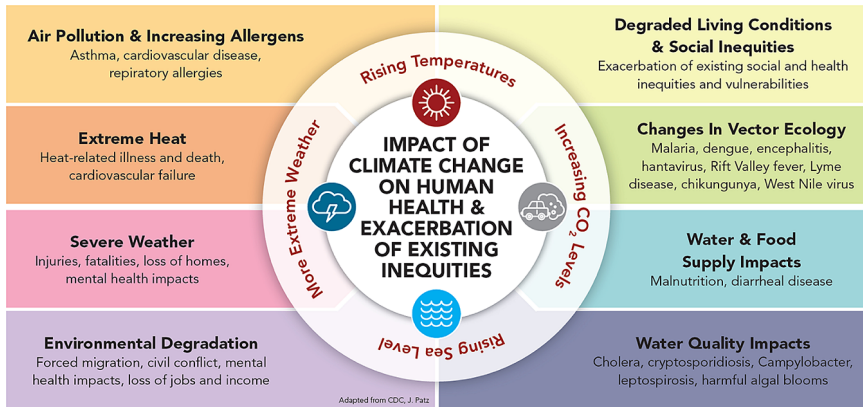 Air Pollution & Increasing Allergens
Asthma, cardiovascular disease,
repiratory allergies
Extreme Heat
Heat-related illness and death,
cardiovascular failure
Severe Weather
Injuries, fatalities, loss of homes,
mental health impacts
Environmental Degradation
Forced migration, civil conflict, mental
health impacts, loss of jobs and income
Rising Temperatures
More Extreme Weather
IMPACT OF
CLIMATE CHANGE
ON HUMAN
HEALTH &
EXACERBATION
OF EXISTING
INEQUITIES
Increasing CO₂ Levels
Rising Sea Level
Degraded Living Conditions
& Social Inequities
Exacerbation of existing social and health
inequities and vulnerabilities
Changes In Vector Ecology
Malaria, dengue, encephalitis,
hantavirus, Rift Valley fever, Lyme
disease, chikungunya, West Nile virus
Water & Food
Supply Impacts
Malnutrition, diarrheal disease
Water Quality Impacts
Cholera, cryptosporidiosis, Campylobacter,
leptospirosis, harmful algal blooms
Adapted from CDC, J. Patz